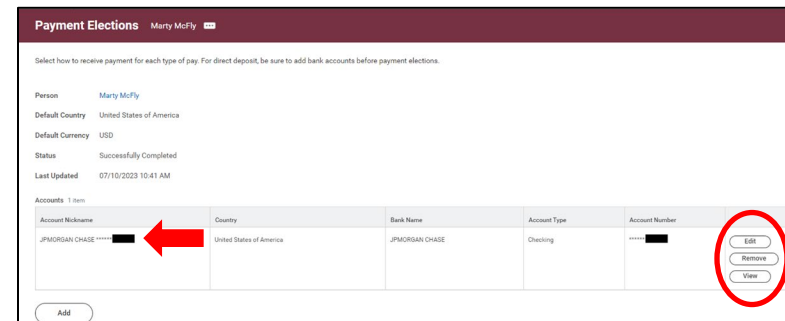 Payment Elections Marty McFly
Select how to receive payment for each type of pay. For direct deposit, be sure to add bank accounts before payment elections.
Person Marty McFly
Default Country United States of America
Default Currency USD
Status Successfully Completed
Last Updated 07/10/2023 10:41 AM
Accounts 1 item
Account Nickname Country Bank Name Account Type Account Number
JPMORGAN CHASE ****** United States of America JPMORGAN CHASE Checking ****** Edit
Remove
View
Add